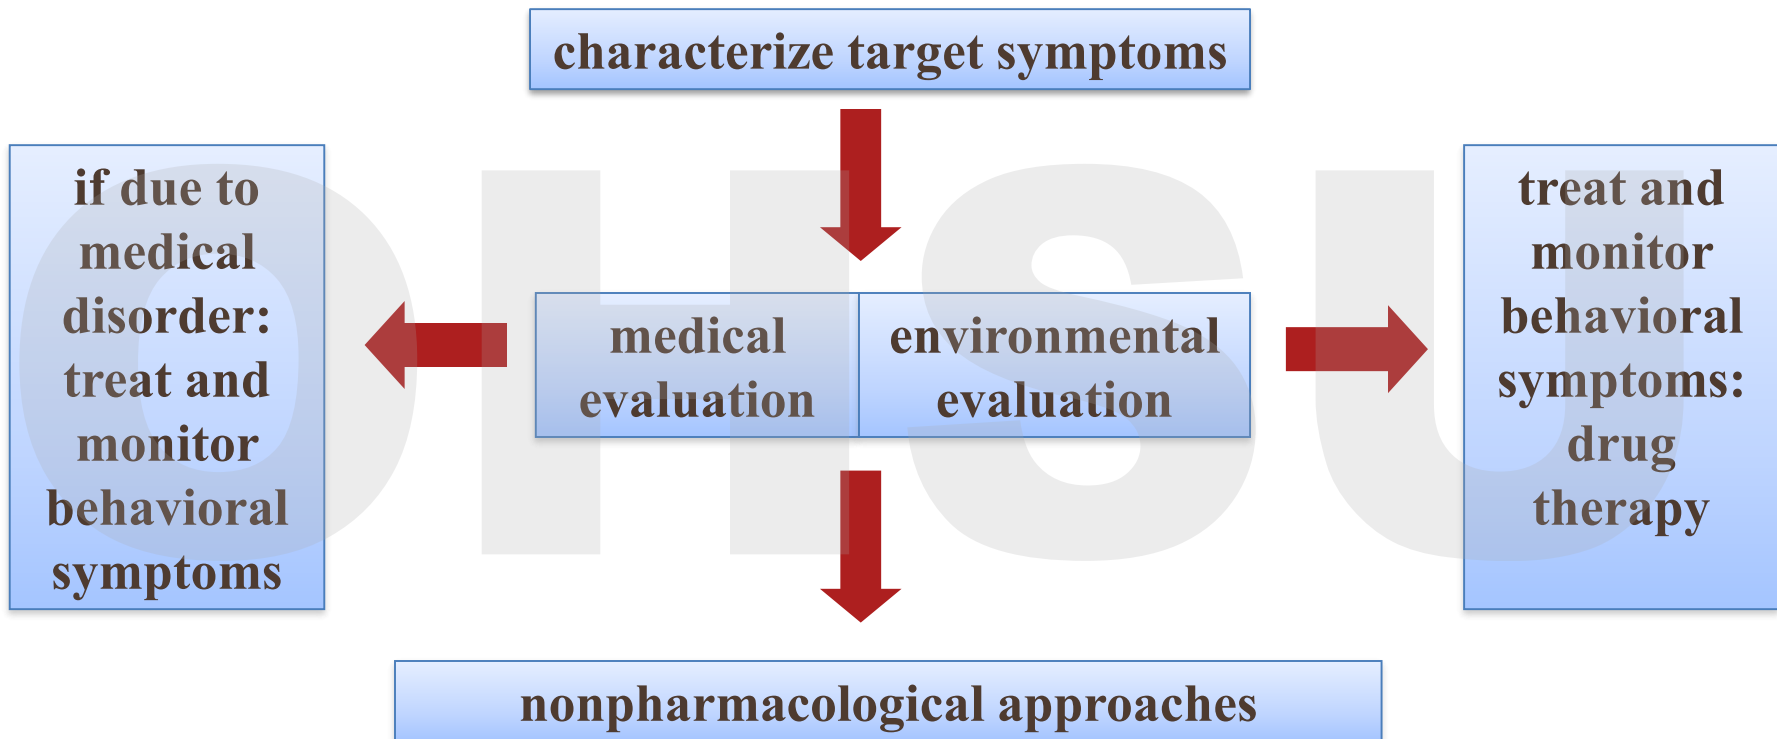 characterize target symptoms
if due to
medical
disorder:
treat and
monitor
behavioral
symptoms
medical
evaluation
environmental
evaluation
treat and
monitor
behavioral
symptoms:
drug
therapy
nonpharmacological approaches
OHSU